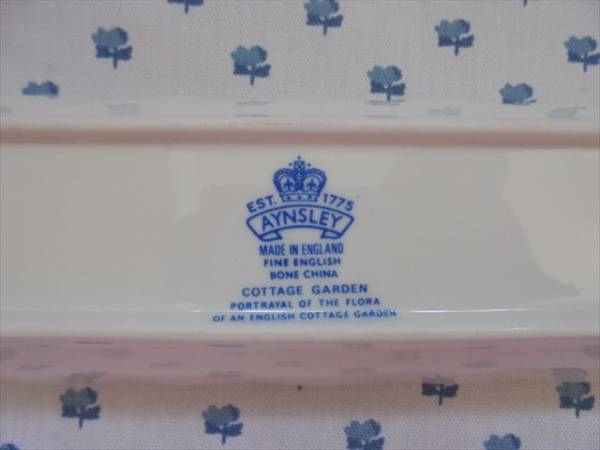 EST. 1775
AYNSLEY
MADE IN ENGLAND
FINE ENGLISH
BONE CHINA
COTTAGE GARDEN
PORTRAYAL OF THE FLORA
OF AN ENGLISH COTTAGE GARDEN